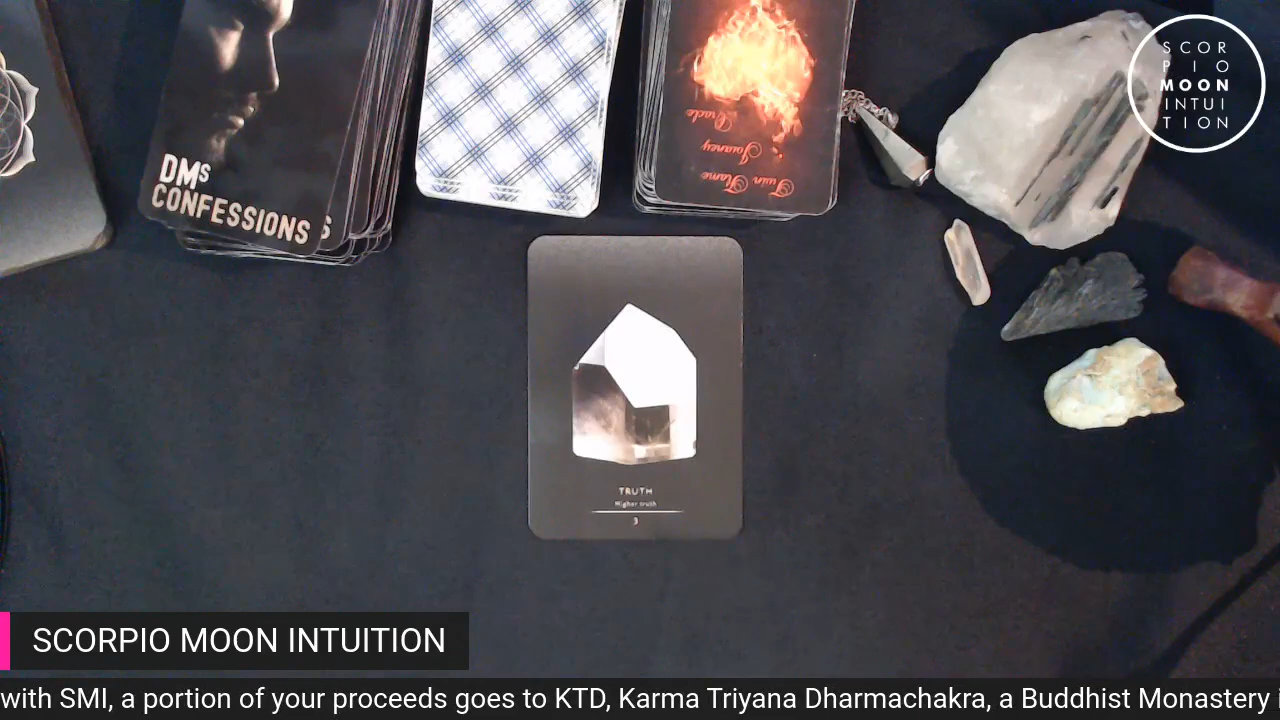 SCOR
PIO
MOON
INTUI
TION
DMs
CONFESSIONS
S
Oracle
Journey
Twin Flame
TRUTH
Higher truth
3
SCORPIO MOON INTUITION
with SMI, a portion of your proceeds goes to KTD, Karma Triyana Dharmachakra, a Buddhist Monastery